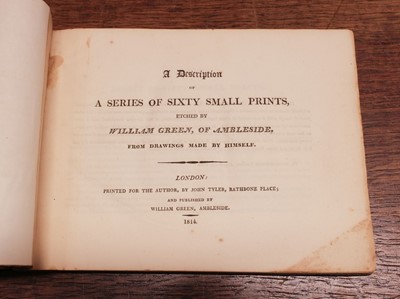 A Description
OF
A SERIES OF SIXTY SMALL PRINTS,
ETCHED BY
WILLIAM GREEN, OF AMBLESIDE,
FROM DRAWINGS MADE BY HIMSELF.
LONDON:
PRINTED FOR THE AUTHOR, BY JOHN TYLER, RATHBONE PLACE;
AND PUBLISHED BY
WILLIAM GREEN, AMBLESIDE.
1814.